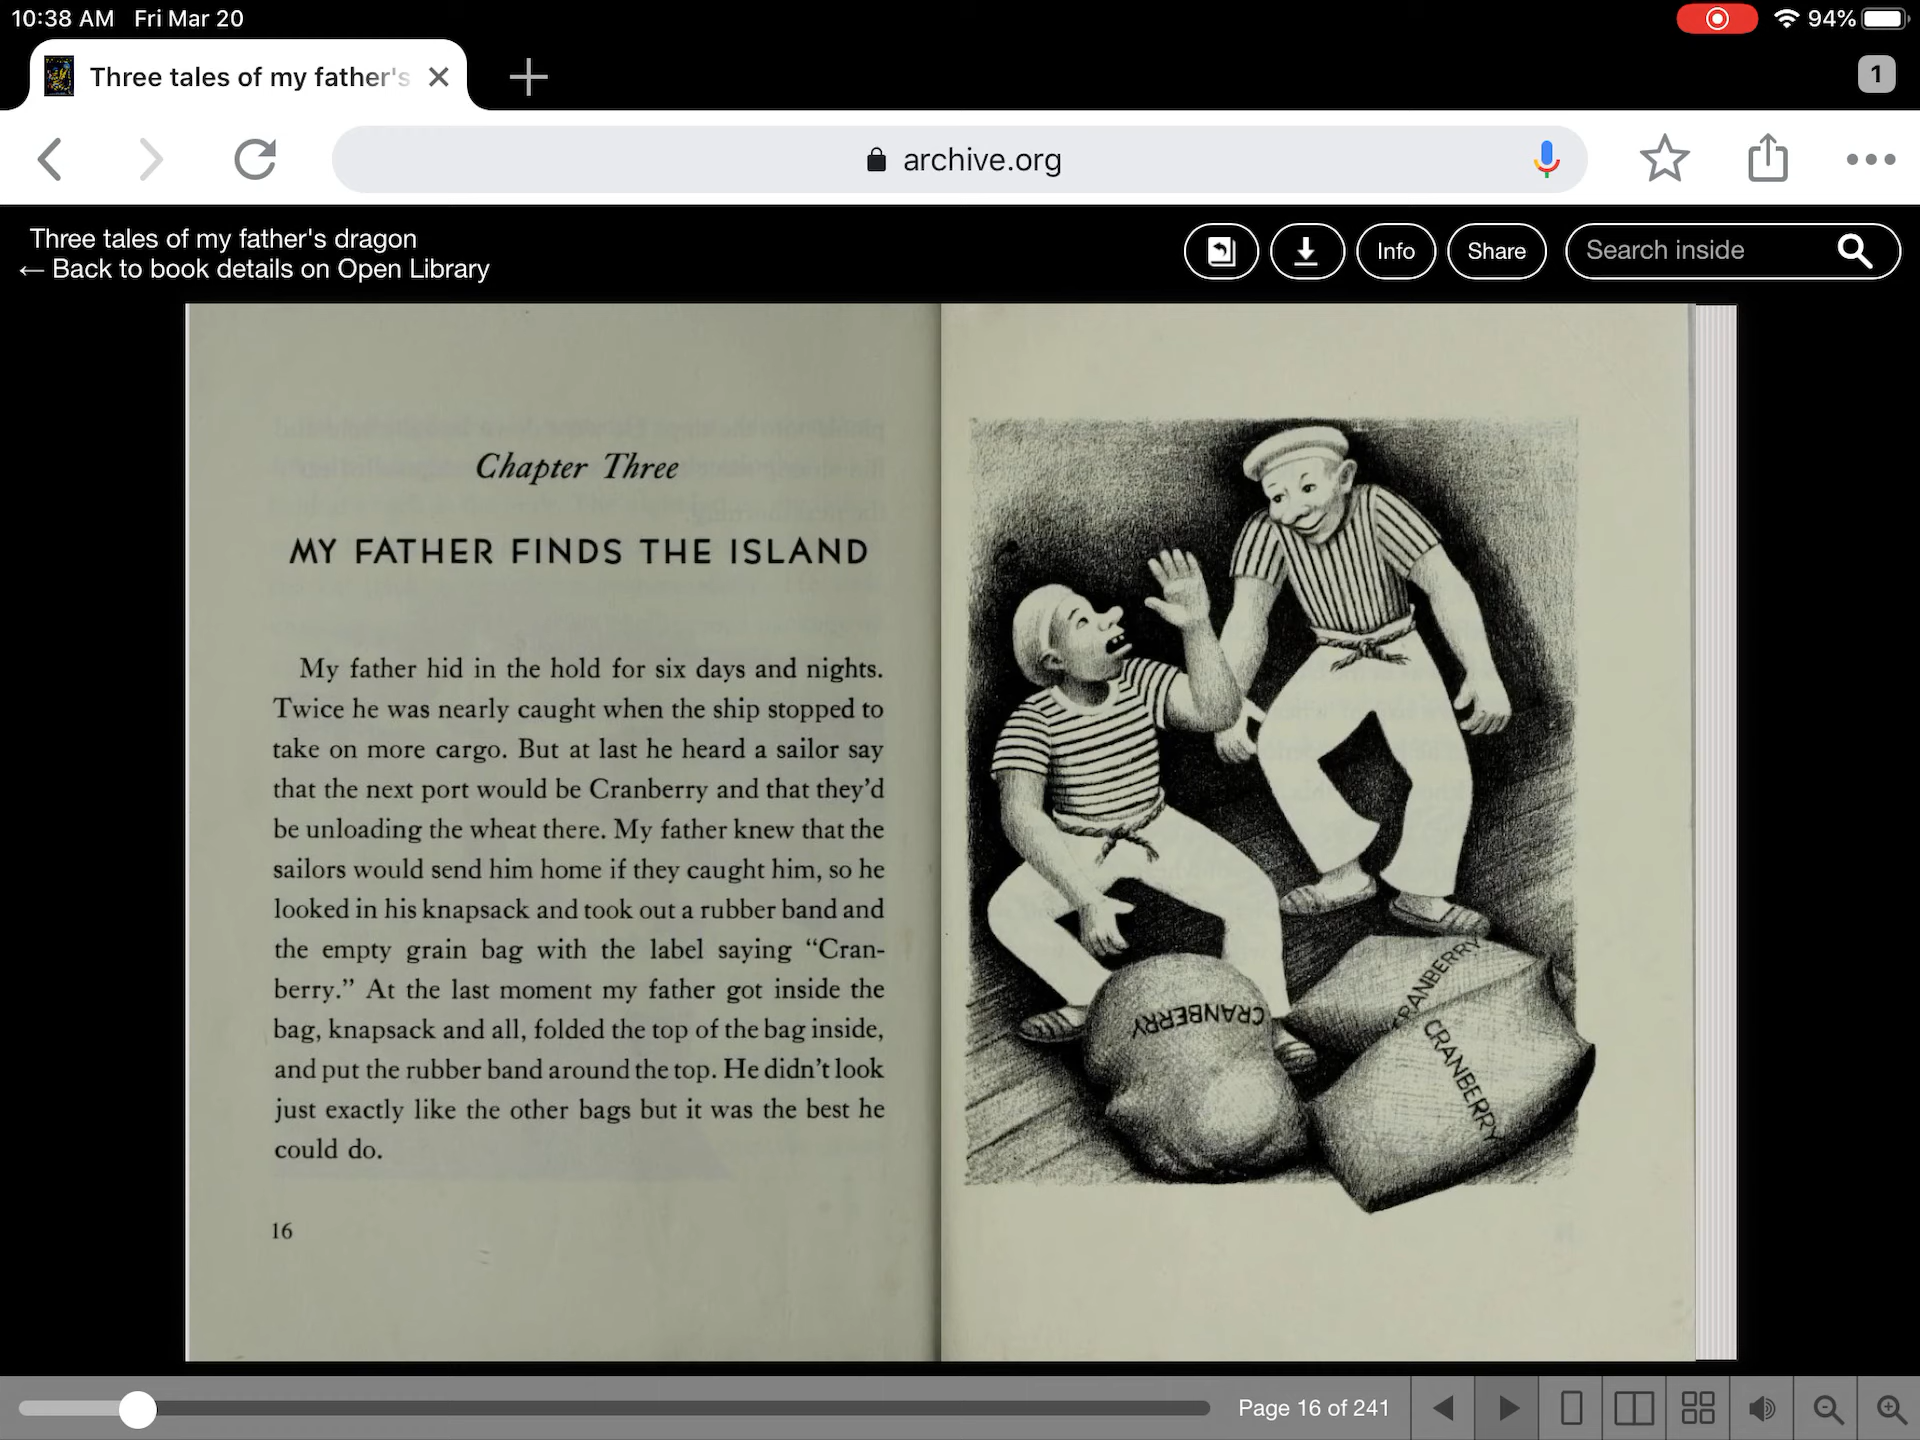 10:38 AM Fri Mar 20
94%
Three tales of my father's
1
archive.org
Three tales of my father's dragon
← Back to book details on Open Library
Info
Share
Search inside
Chapter Three
MY FATHER FINDS THE ISLAND
My father hid in the hold for six days and nights.
Twice he was nearly caught when the ship stopped to
take on more cargo. But at last he heard a sailor say
that the next port would be Cranberry and that they'd
be unloading the wheat there. My father knew that the
sailors would send him home if they caught him, so he
looked in his knapsack and took out a rubber band and
the empty grain bag with the label saying “Cran-
berry.” At the last moment my father got inside the
bag, knapsack and all, folded the top of the bag inside,
and put the rubber band around the top. He didn't look
just exactly like the other bags but it was the best he
could do.
16
CRANBERRY
CRANBERRY
CRANBERRY
Page 16 of 241